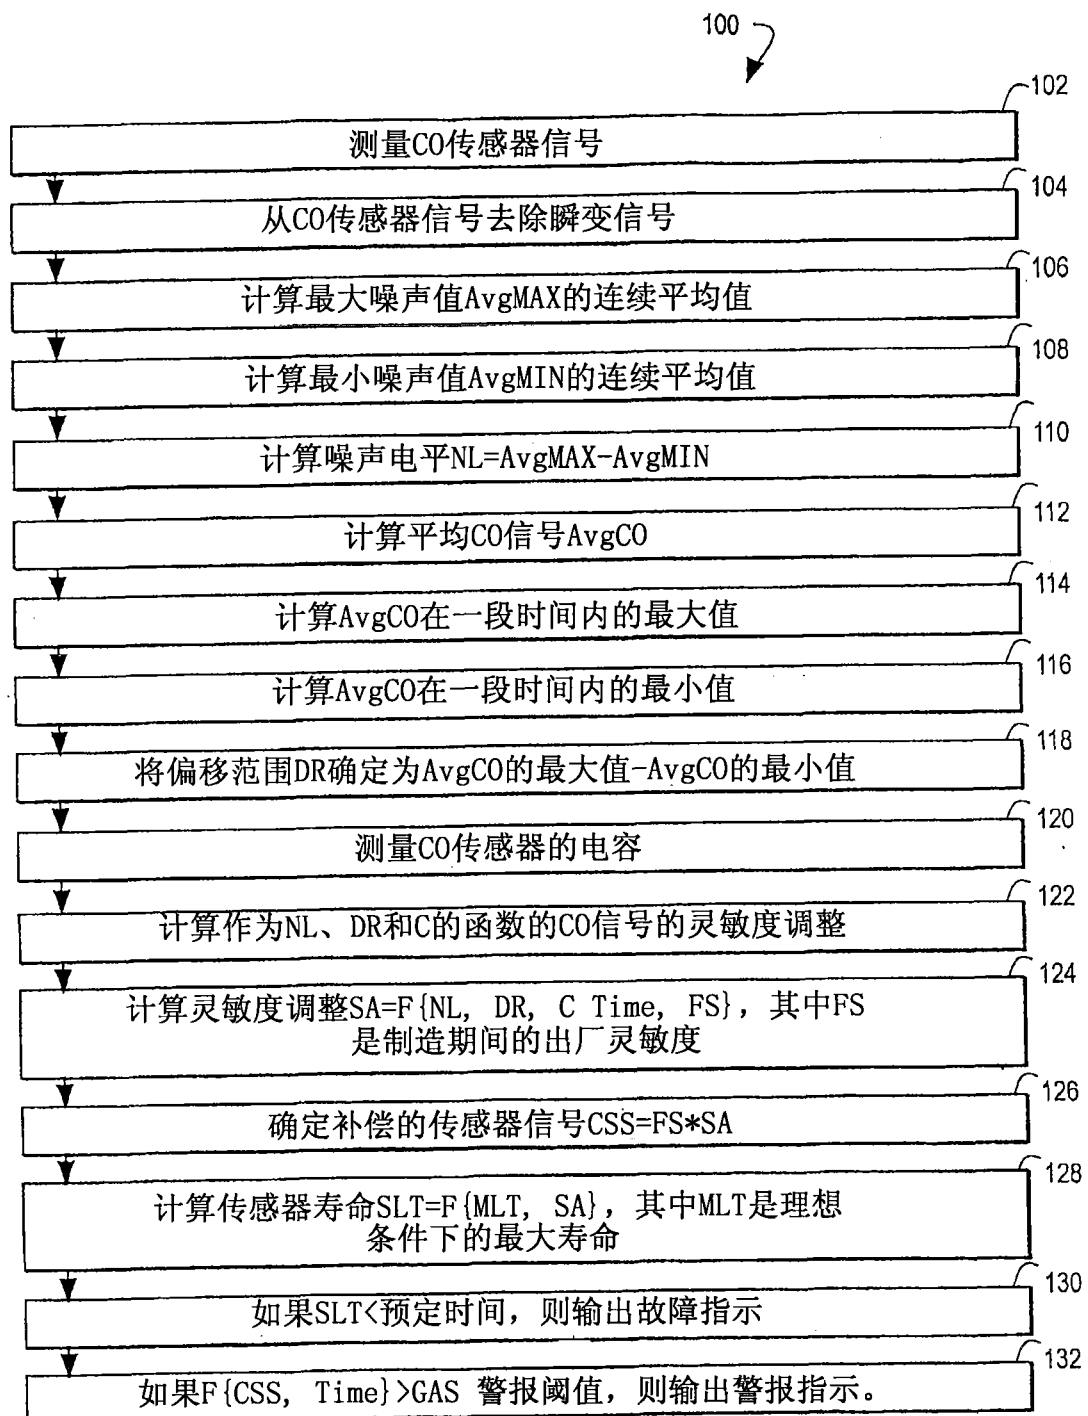 100
102
测量CO传感器信号
104
从CO传感器信号去除瞬变信号
106
计算最大噪声值AvgMAX的连续平均值
108
计算最小噪声值AvgMIN的连续平均值
110
计算噪声电平NL=AvgMAX-AvgMIN
112
计算平均CO信号AvgCO
114
计算AvgCO在一段时间内的最大值
116
计算AvgCO在一段时间内的最小值
118
将偏移范围DR确定为AvgCO的最大值-AvgCO的最小值
120
测量CO传感器的电容
122
计算作为NL、DR和C的函数的CO信号的灵敏度调整
124
计算灵敏度调整SA=F{NL, DR, C Time, FS}, 其中FS
是制造期间的出厂灵敏度
126
确定补偿的传感器信号CSS=FS*SA
128
计算传感器寿命SLT=F{MLT, SA}, 其中MLT是理想
条件下的最大寿命
130
如果SLT<预定时间, 则输出故障指示
132
如果F{CSS, Time}>GAS 警报阈值, 则输出警报指示。